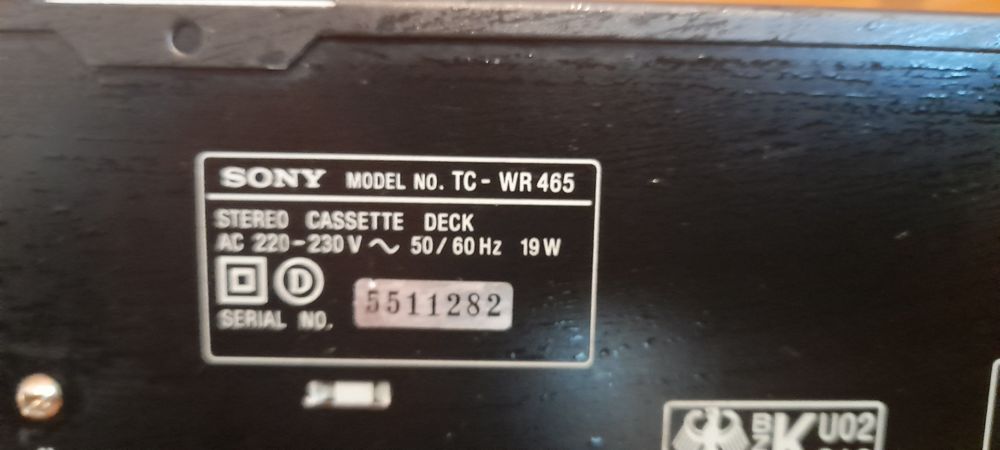 SONY MODEL NO. TC- WR 465
STEREO CASSETTE DECK
AC 220-230 V ~ 50/60 Hz 19 W
D
SERIAL NO. 5511282
BZ K U02